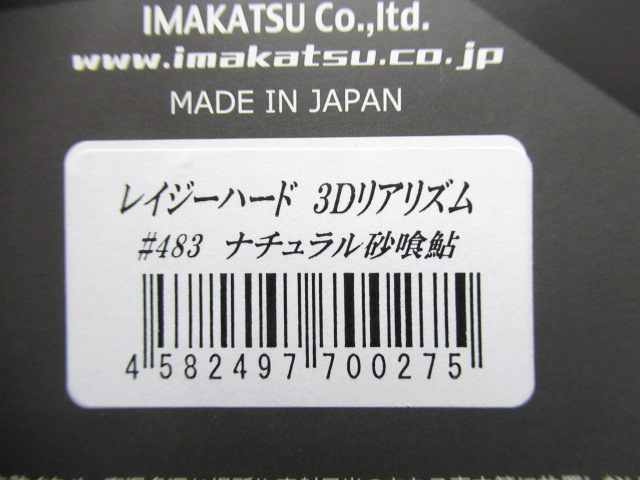 IMAKATSU Co.,ltd.
www.imakatsu.co.jp
MADE IN JAPAN
レイジーハード 3Dリアリズム
#483 ナチュラル砂喰鮎
4 582497 700275